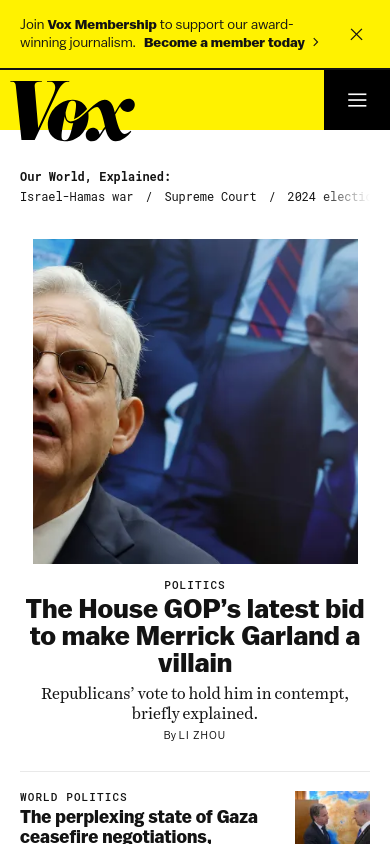 Join Vox Membership to support our award-
winning journalism. Become a member today
Vox
Our World, Explained:
Israel-Hamas war / Supreme Court / 2024 electio
POLITICS
The House GOP’s latest bid
to make Merrick Garland a
villain
Republicans’ vote to hold him in contempt,
briefly explained.
By LI ZHOU
WORLD POLITICS
The perplexing state of Gaza
ceasefire negotiations,